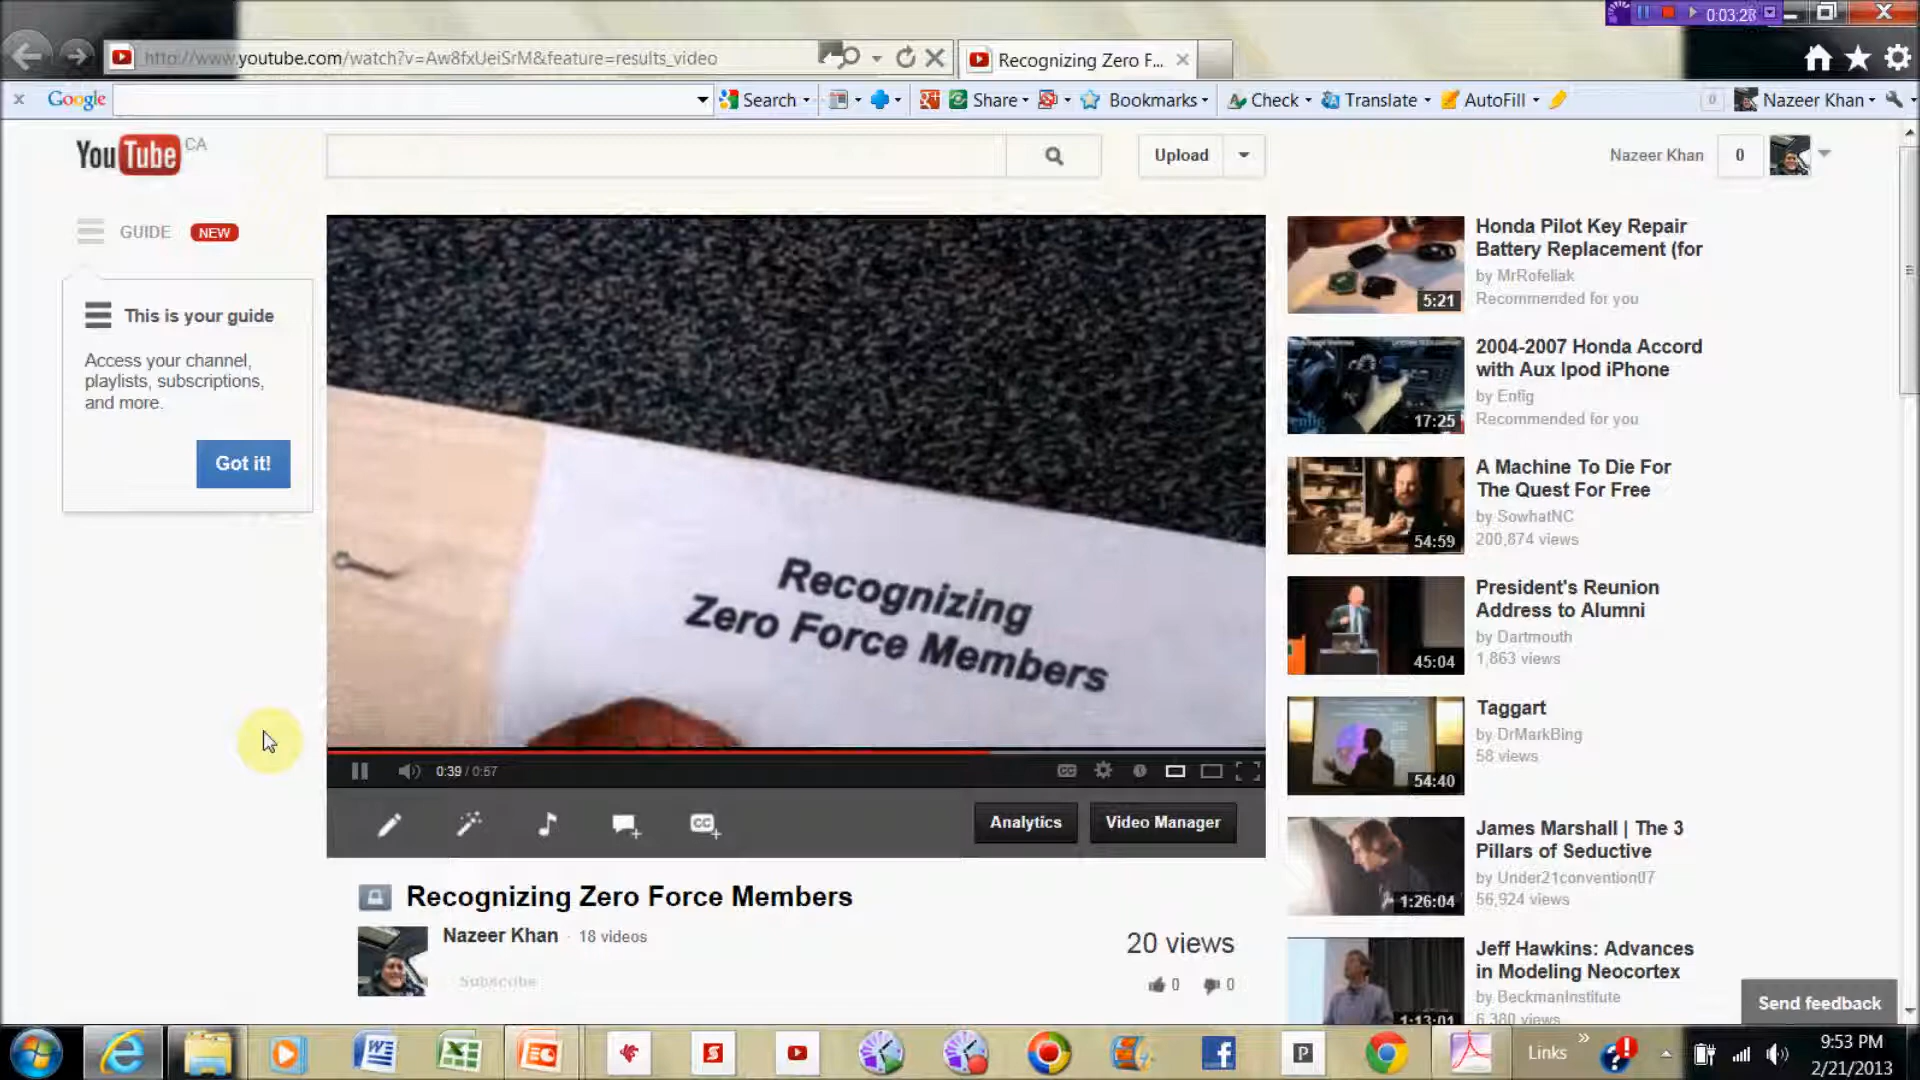 0:03:28
http://www.youtube.com/watch?v=Aw8fxUeiSrM&feature=results_video
Recognizing Zero F...
Google
Search
Share
Bookmarks
Check
Translate
AutoFill
0
Nazeer Khan
YouTube CA
Upload
Nazeer Khan
0
GUIDE
NEW
This is your guide
Access your channel,
playlists, subscriptions,
and more.
Got it!
Recognizing
Zero Force Members
0:39 / 0:57
Analytics
Video Manager
Recognizing Zero Force Members
Nazeer Khan · 18 videos
Subscribe
20 views
0
0
Honda Pilot Key Repair
Battery Replacement (for
by MrRofeliak
Recommended for you
5:21
2004-2007 Honda Accord
with Aux Ipod iPhone
by Enfig
Recommended for you
17:25
A Machine To Die For
The Quest For Free
by SowhatNC
200,874 views
54:59
President's Reunion
Address to Alumni
by Dartmouth
1,863 views
45:04
Taggart
by DrMarkBing
58 views
54:40
James Marshall | The 3
Pillars of Seductive
by Under21convention07
56,924 views
1:26:04
Jeff Hawkins: Advances
in Modeling Neocortex
by BeckmanInstitute
6,380 views
1:13:01
Send feedback
Links
9:53 PM
2/21/2013